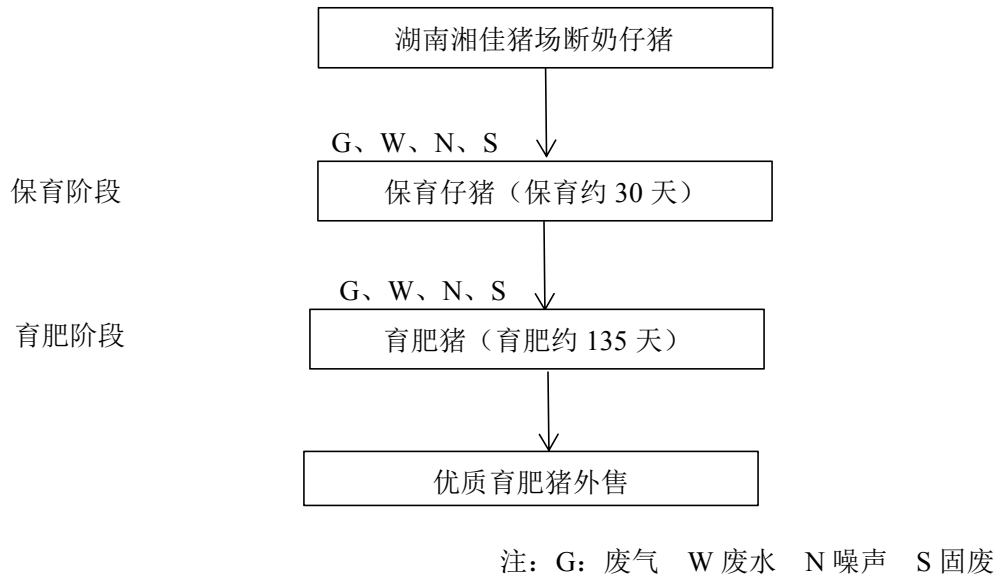 湖南湘佳猪场断奶仔猪
G、W、N、S
保育阶段
保育仔猪（保育约 30 天）
G、W、N、S
育肥阶段
育肥猪（育肥约 135 天）
优质育肥猪外售
注：G：废气 W 废水 N 噪声 S 固废